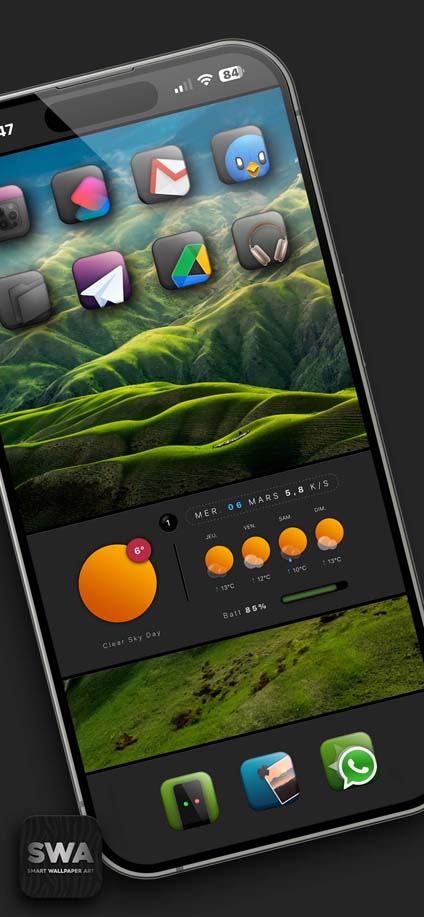 47
84
MER. 06 MARS 5,8 K/S
1
JEU.
VEN.
SAM.
DIM.
6°
↑ 13°C
↑ 12°C
↑ 10°C
↑ 13°C
Batt 85%
Clear Sky Day
SWA
SMART WALLPAPER ART